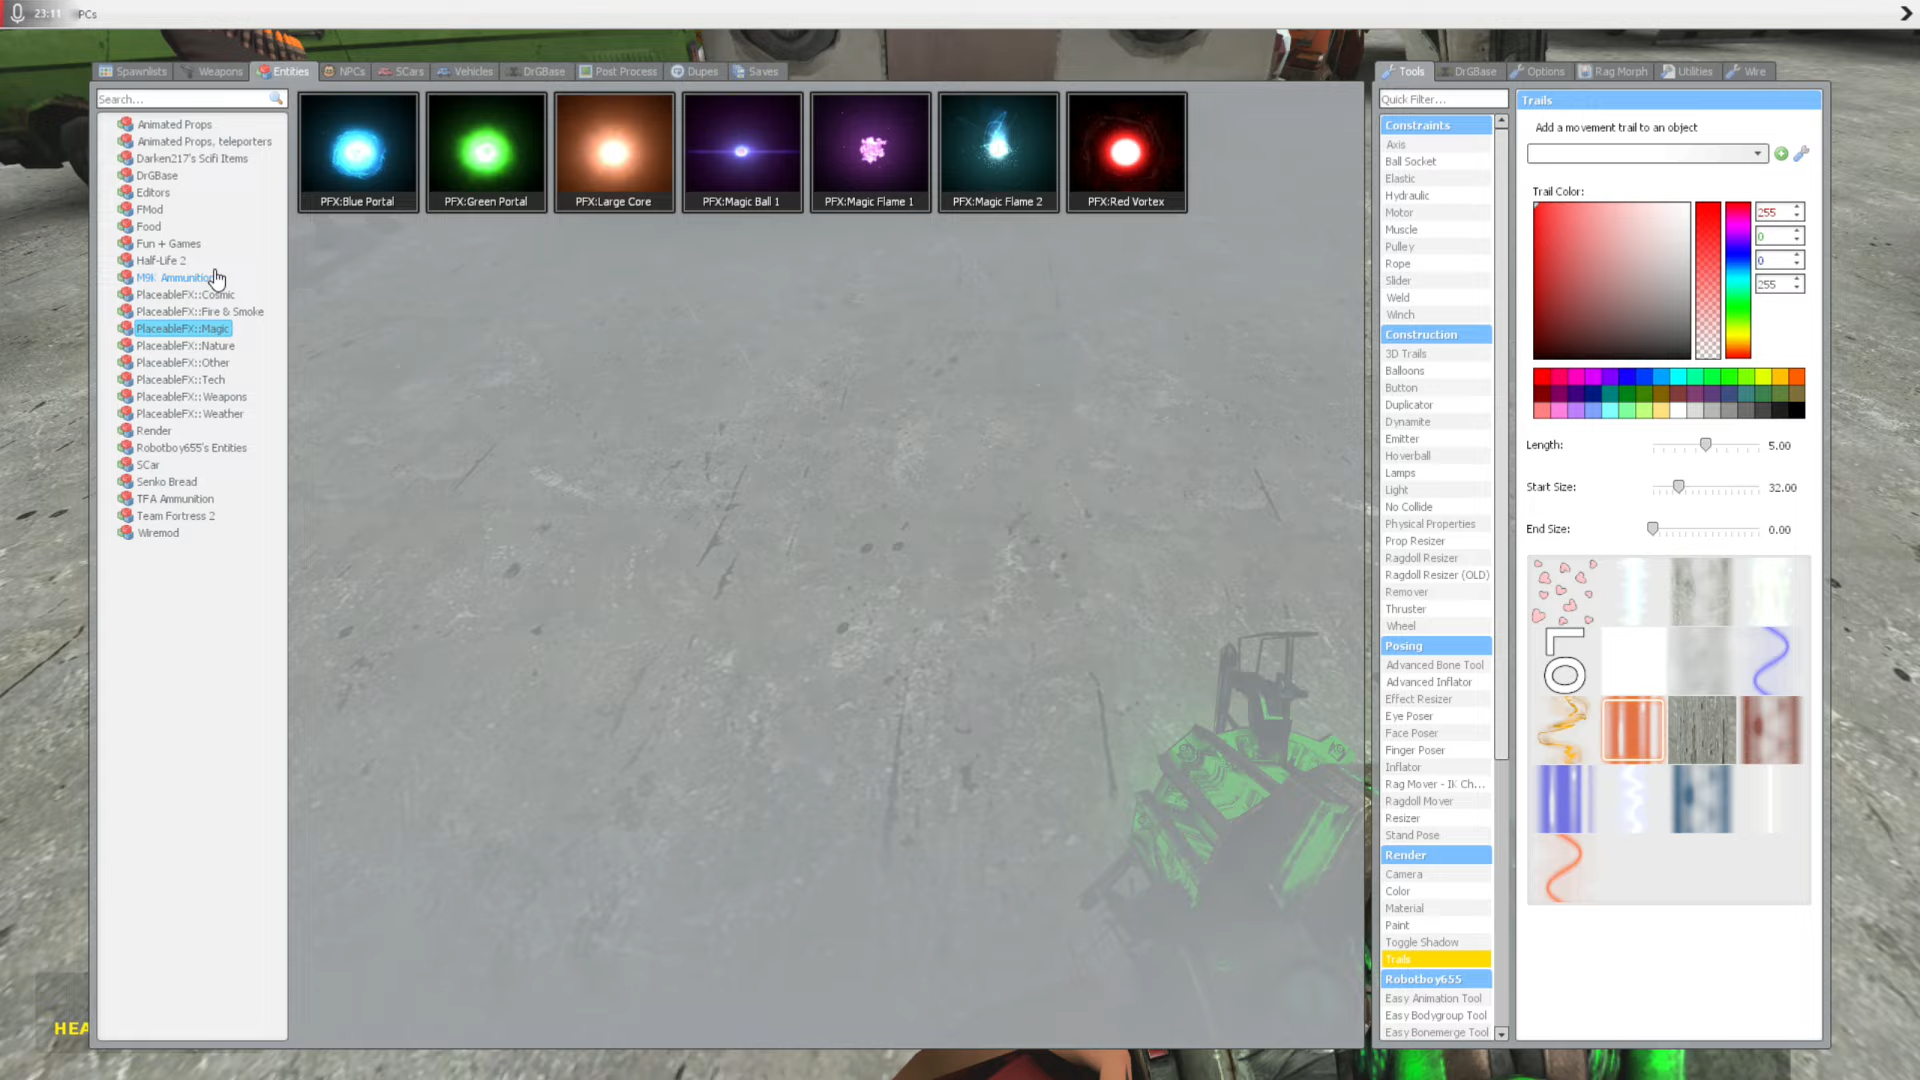 23:11 PCs
Spawnlists
Weapons
Entities
NPCs
SCars
Vehicles
DrGBase
Post Process
Dupes
Saves
Search...
Animated Props
Animated Props, teleporters
Darken217's Scifi Items
DrGBase
Editors
FMod
Food
Fun + Games
Half-Life 2
M9K Ammunition
PlaceableFX::Cosmic
PlaceableFX::Fire & Smoke
PlaceableFX::Magic
PlaceableFX::Nature
PlaceableFX::Other
PlaceableFX::Tech
PlaceableFX::Weapons
PlaceableFX::Weather
Render
Robotboy655's Entities
SCar
Senko Bread
TFA Ammunition
Team Fortress 2
Wiremod
PFX:Blue Portal
PFX:Green Portal
PFX:Large Core
PFX:Magic Ball 1
PFX:Magic Flame 1
PFX:Magic Flame 2
PFX:Red Vortex
HEA
Tools
DrGBase
Options
Rag Morph
Utilities
Wire
Quick Filter...
Constraints
Axis
Ball Socket
Elastic
Hydraulic
Motor
Muscle
Pulley
Rope
Slider
Weld
Winch
Construction
3D Trails
Balloons
Button
Duplicator
Dynamite
Emitter
Hoverball
Lamps
Light
No Collide
Physical Properties
Prop Resizer
Ragdoll Resizer
Ragdoll Resizer (OLD)
Remover
Thruster
Wheel
Posing
Advanced Bone Tool
Advanced Inflator
Effect Resizer
Eye Poser
Face Poser
Finger Poser
Inflator
Rag Mover - IK Ch...
Ragdoll Mover
Resizer
Stand Pose
Render
Camera
Color
Material
Paint
Toggle Shadow
Trails
Robotboy655
Easy Animation Tool
Easy Bodygroup Tool
Easy Bonemerge Tool
Trails
Add a movement trail to an object
Trail Color:
255
0
0
255
Length: 5.00
Start Size: 32.00
End Size: 0.00
LOL